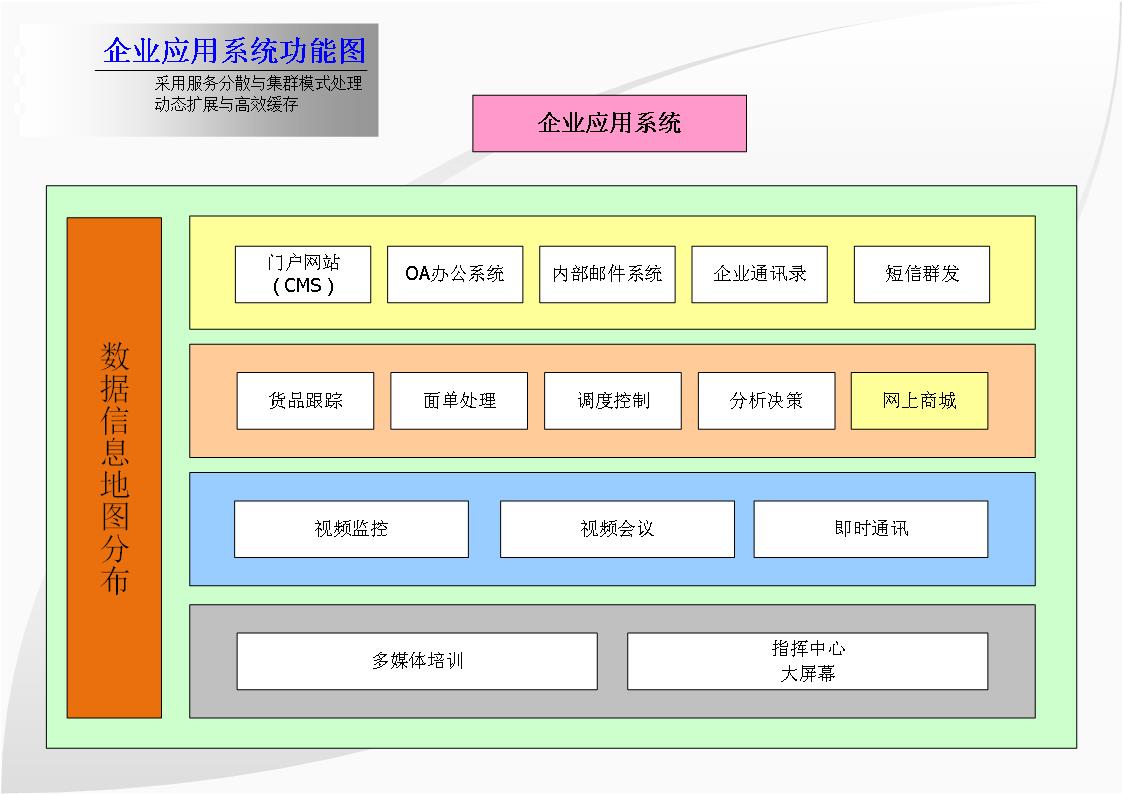 企业应用系统功能图
采用服务分散与集群模式处理
动态扩展与高效缓存
企业应用系统
数据信息地图分布
门户网站
（CMS）
OA办公系统
内部邮件系统
企业通讯录
短信群发
货品跟踪
面单处理
调度控制
分析决策
网上商城
视频监控
视频会议
即时通讯
多媒体培训
指挥中心
大屏幕